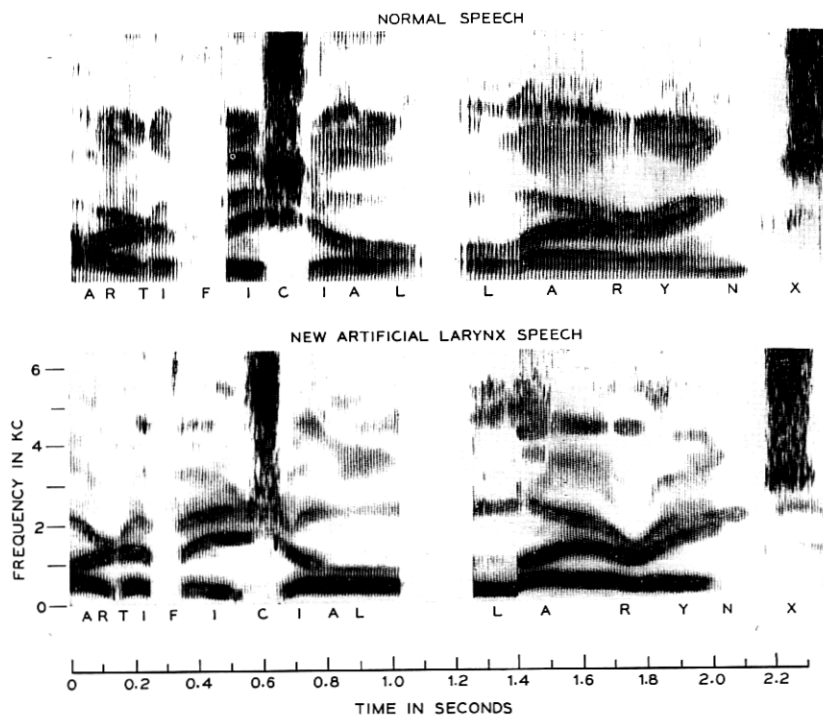 NORMAL SPEECH
A R T I F I C I A L L A R Y N X
NEW ARTIFICIAL LARYNX SPEECH
6
4
2
0
FREQUENCY IN KC
A R T I F I C I A L L A R Y N X
0 0.2 0.4 0.6 0.8 1.0 1.2 1.4 1.6 1.8 2.0 2.2
TIME IN SECONDS